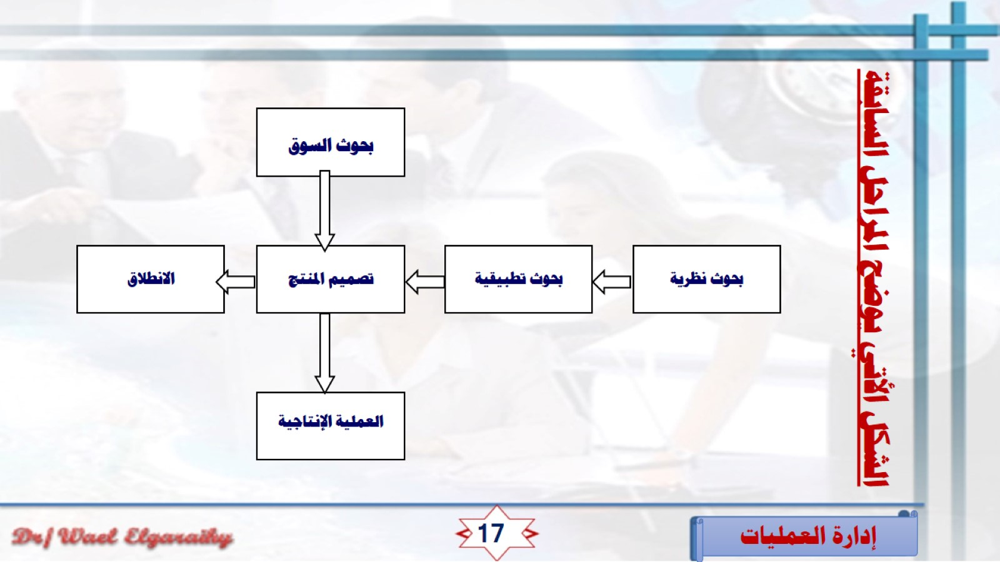 الشكل الأتي يوضح المراحل السابقة
بحوث السوق
بحوث نظرية
بحوث تطبيقية
تصميم المنتج
الانطلاق
العملية الإنتاجية
إدارة العمليات
17
Dr/ Wael Elgaraihy